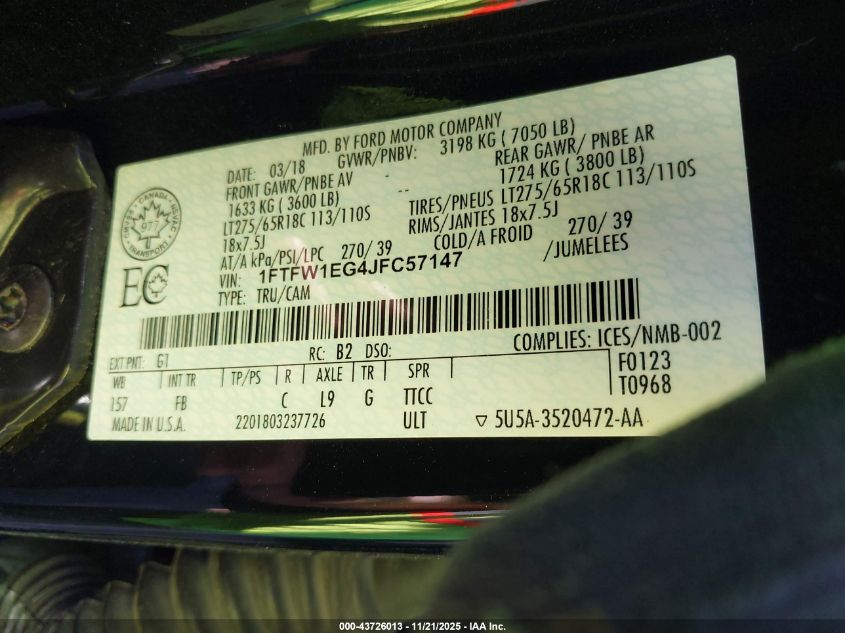 MFD. BY FORD MOTOR COMPANY
DATE: 03/18 GVWR/PNBV: 3198 KG ( 7050 LB)
FRONT GAWR/PNBE AV - REAR GAWR/ PNBE AR
1633 KG ( 3600 LB) -- 1724 KG ( 3800 LB)
LT275/65R18C 113/110S TIRES/PNEUS LT275/65R18C 113/110S
18x7.5J RIMS/JANTES 18x7.5J
AT/A kPa/PSI/LPC 270/ 39 COLD/A FROID 270/ 39
VIN: 1FTFW1EG4JFC57147 /JUMELEES
TYPE: TRU/CAM
CANADA
977
TRANSPORT
EC
COMPLIES: ICES/NMB-002
EXT PNT: G1 RC: B2 DSO:
WB INT TR TP/PS R AXLE TR SPR F0123
157 FB C L9 G TTCC T0968
MADE IN U.S.A. 2201803237726 ULT ▽ 5U5A-3520472-AA
000-43726013 - 11/21/2025 - IAA Inc.